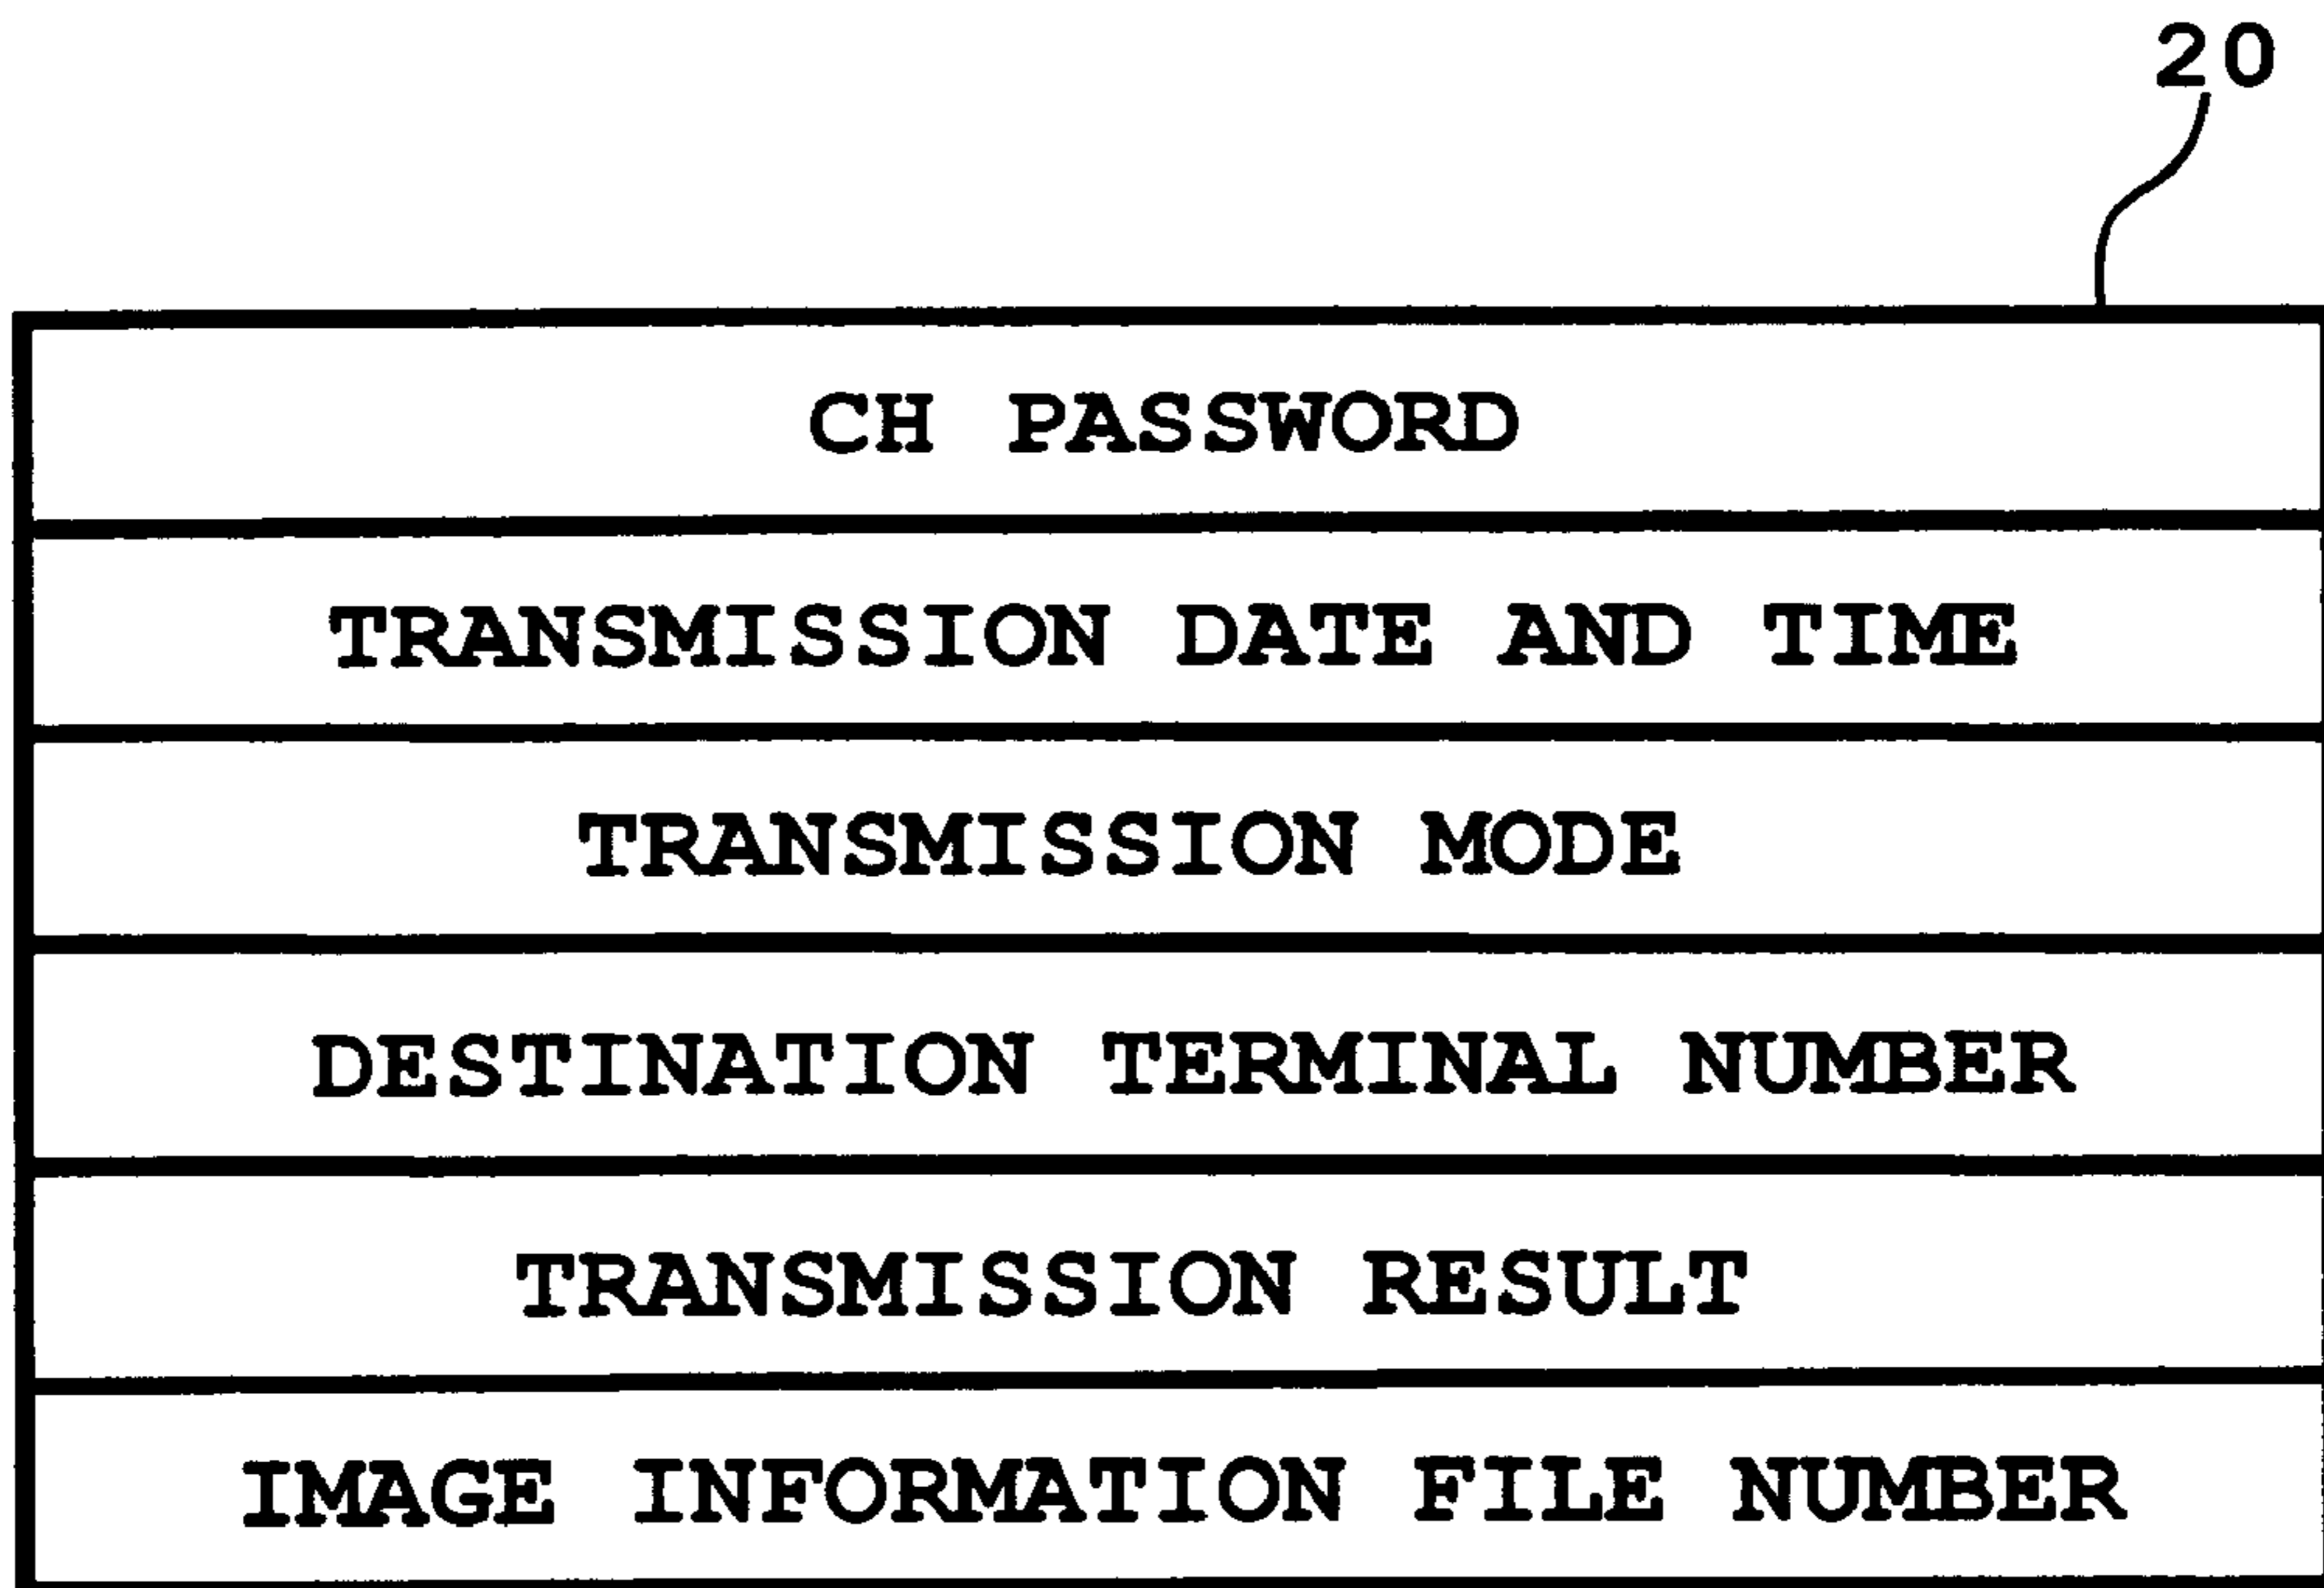 20
CH PASSWORD
TRANSMISSION DATE AND TIME
TRANSMISSION MODE
DESTINATION TERMINAL NUMBER
TRANSMISSION RESULT
IMAGE INFORMATION FILE NUMBER